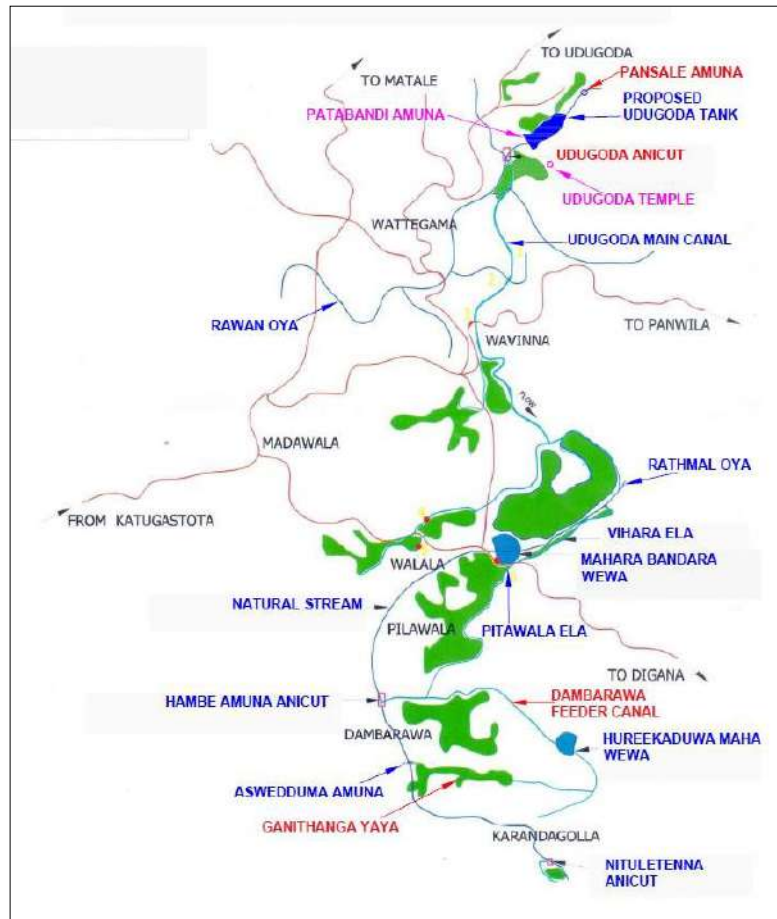 TO UDUGODA
PANSALE AMUNA
TO MATALE
PROPOSED
UDUGODA TANK
PATABANDI AMUNA
UDUGODA ANICUT
UDUGODA TEMPLE
WATTEGAMA
UDUGODA MAIN CANAL
2
RAWAN OYA
TO PANWILA
WAVINNA
FLOW
MADAWALA
RATHMAL OYA
FROM KATUGASTOTA
VIHARA ELA
WALALA
MAHARA BANDARA
WEWA
NATURAL STREAM
PILAWALA
PITAWALA ELA
TO DIGANA
HAMBE AMUNA ANICUT
DAMBARAWA
FEEDER CANAL
DAMBARAWA
HUREEKADUWA MAHA
WEWA
ASWEDDUMA AMUNA
GANITHANGA YAYA
KARANDAGOLLA
NITULETENNA
ANICUT